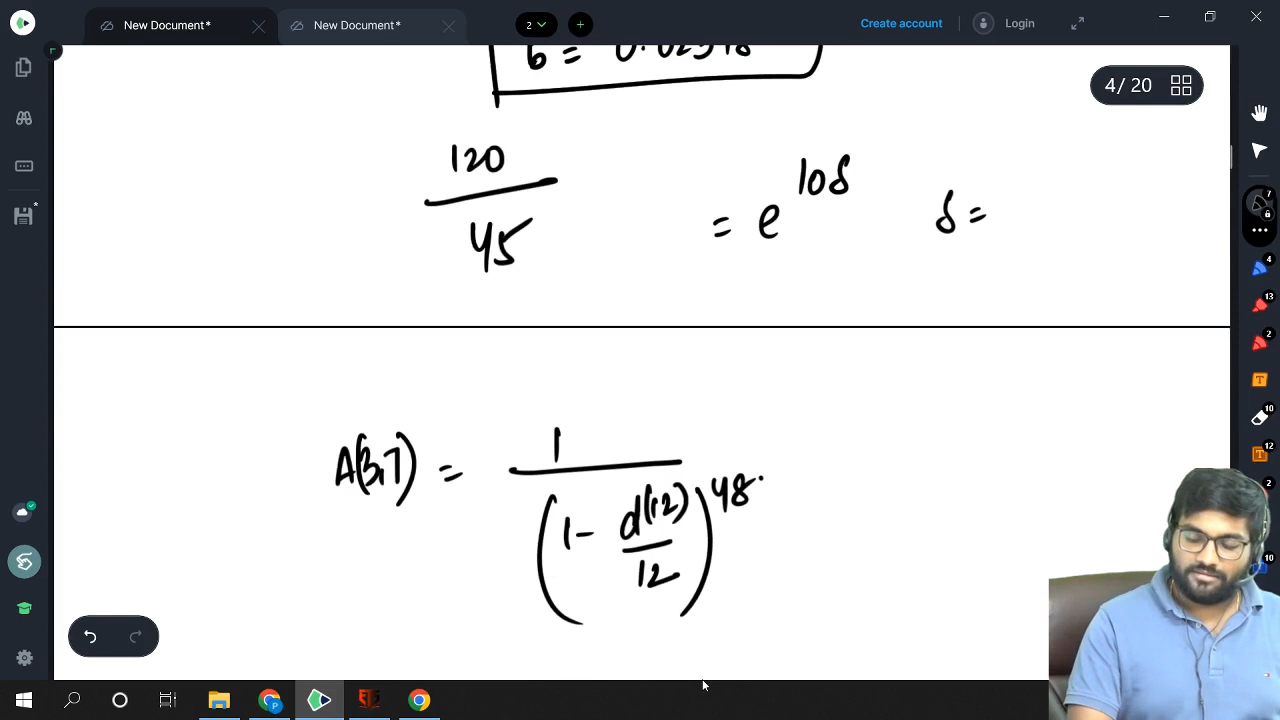 New Document* New Document* 2 Create account Login
b = 0.02518
4/ 20
120/45 = e^10δ δ =
A(3,7) = 1/(1 - d^(12)/12)^48